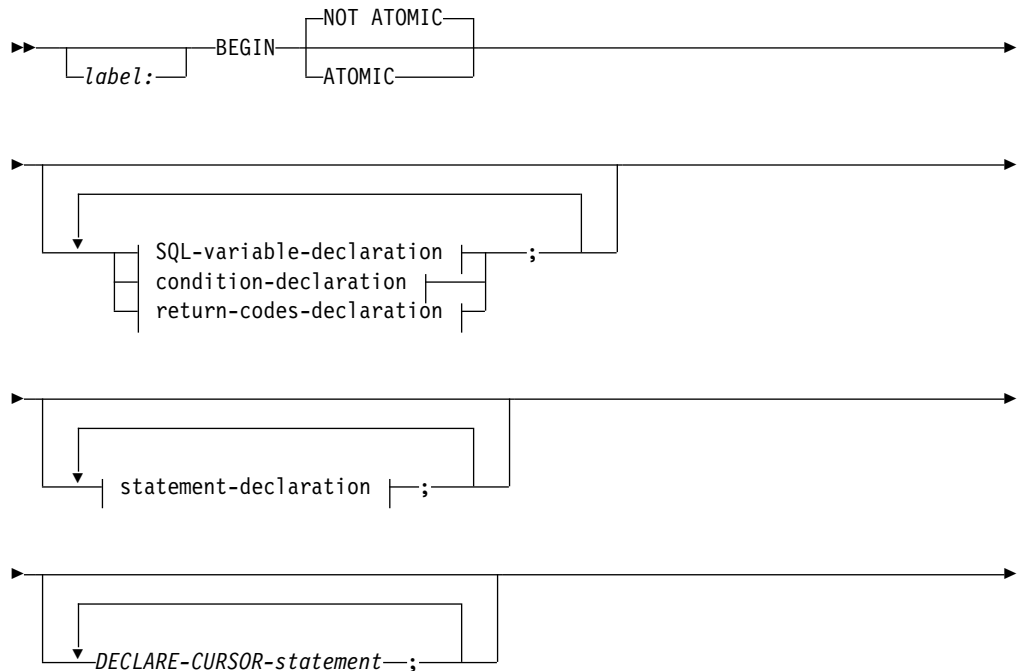 NOT ATOMIC
label: BEGIN
ATOMIC
SQL-variable-declaration ;
condition-declaration
return-codes-declaration
statement-declaration ;
DECLARE-CURSOR-statement ;